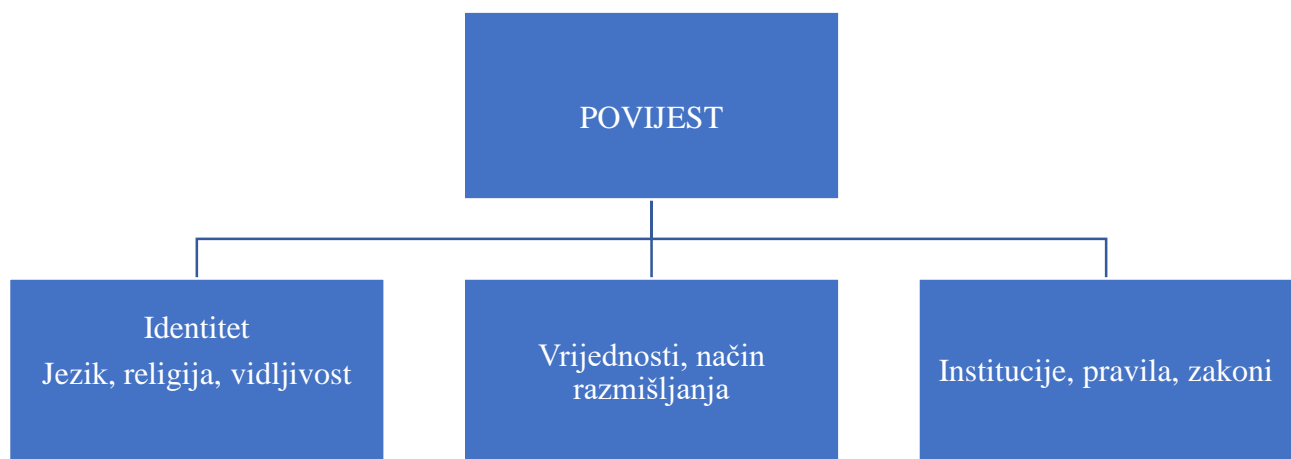 POVIJEST
Identitet
Jezik, religija, vidljivost
Vrijednosti, način
razmišljanja
Institucije, pravila, zakoni